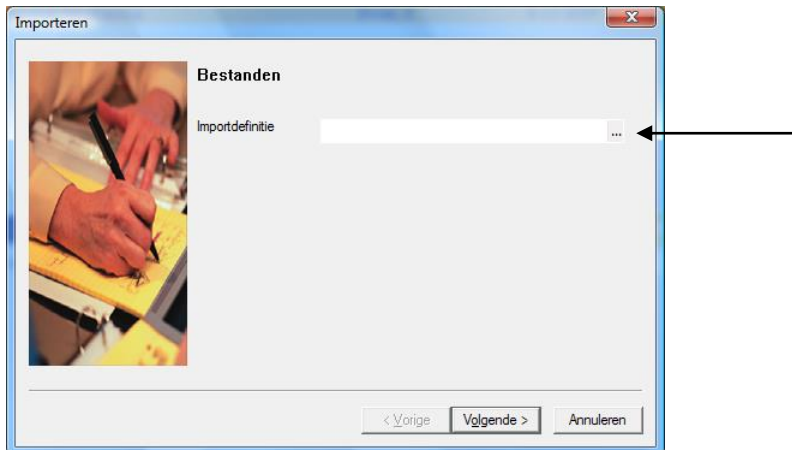 Importeren
Bestanden
Importdefinitie
...
< Vorige
Volgende >
Annuleren